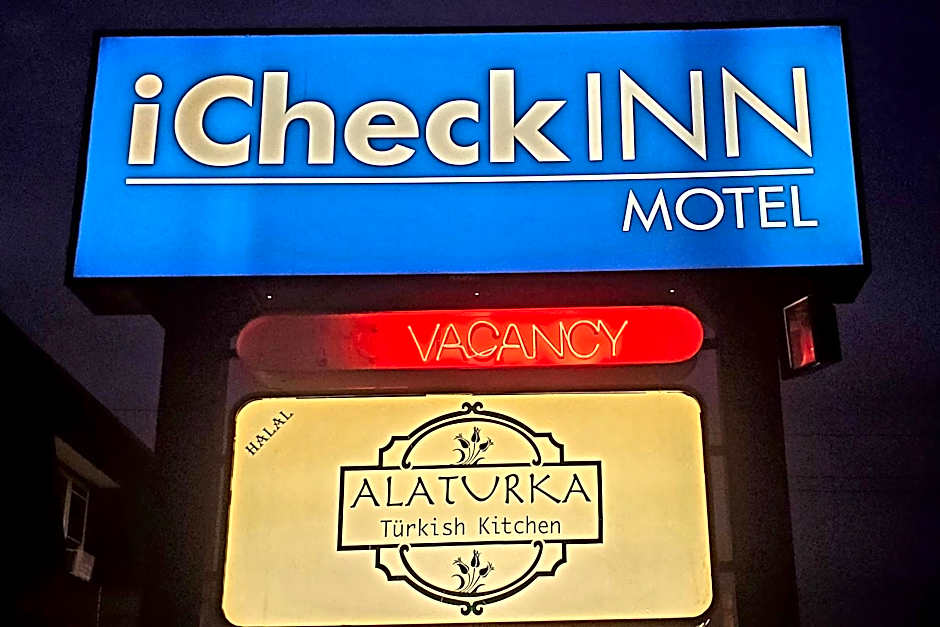 iCheckINN
MOTEL
VACANCY
HALAL
ALATURKA
Türkish Kitchen